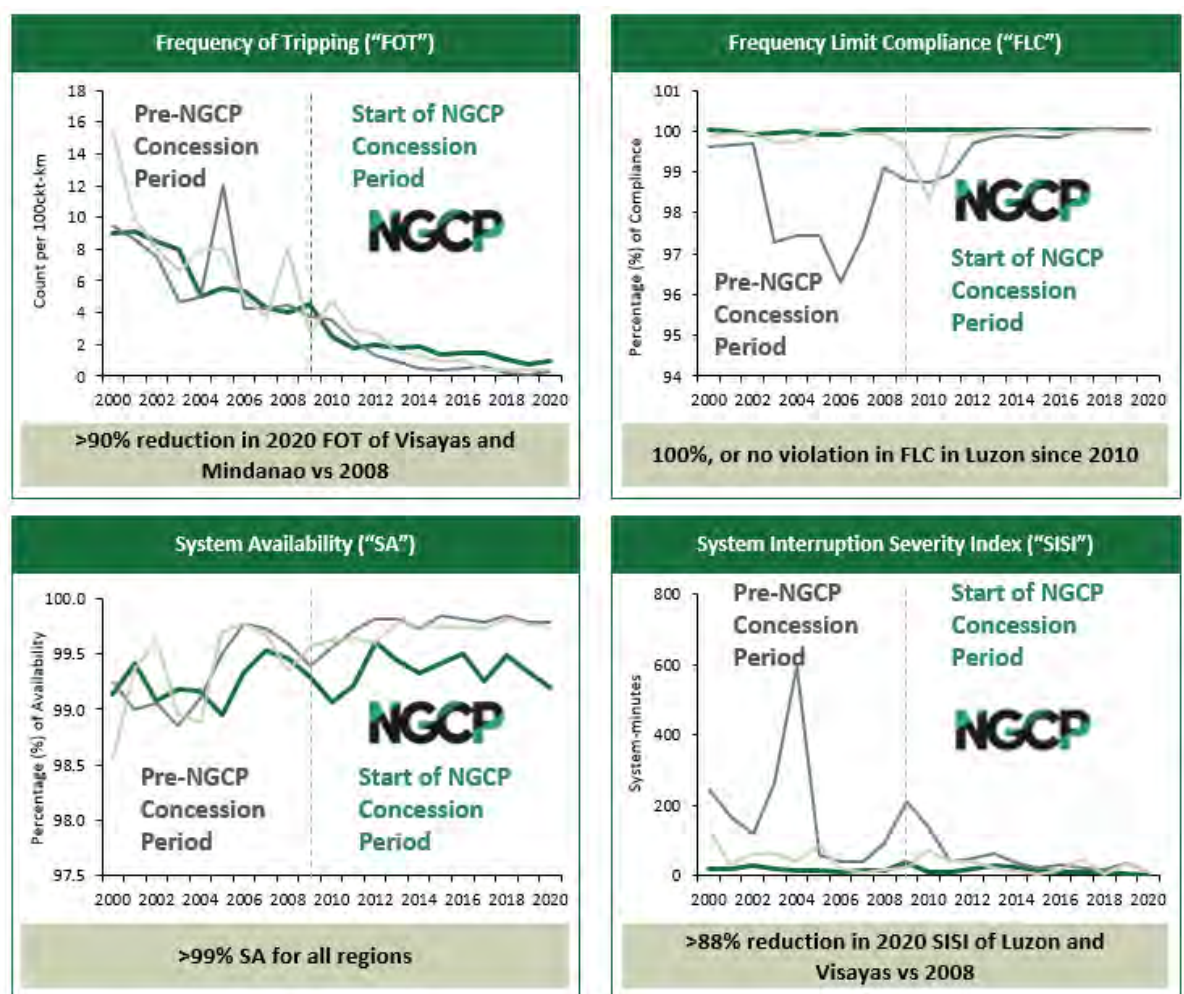 Frequency of Tripping ("FOT")
18
16
14
12
10
8
6
4
2
0
Count per 100ckt-km
Pre-NGCP
Concession
Period
Start of NGCP
Concession
Period
NGCP
2000 2002 2004 2006 2008 2010 2012 2014 2016 2018 2020
>90% reduction in 2020 FOT of Visayas and
Mindanao vs 2008
Frequency Limit Compliance ("FLC")
101
100
99
98
97
96
95
94
Percentage (%) of Compliance
Pre-NGCP
Concession
Period
NGCP
Start of NGCP
Concession
Period
2000 2002 2004 2006 2008 2010 2012 2014 2016 2018 2020
100%, or no violation in FLC in Luzon since 2010
System Availability ("SA")
100.0
99.5
99.0
98.5
98.0
97.5
Percentage (%) of Availability
NGCP
Pre-NGCP
Concession
Period
Start of NGCP
Concession
Period
2000 2002 2004 2006 2008 2010 2012 2014 2016 2018 2020
>99% SA for all regions
System Interruption Severity Index ("SISI")
800
600
400
200
0
System-minutes
Pre-NGCP
Concession
Period
Start of NGCP
Concession
Period
NGCP
2000 2002 2004 2006 2008 2010 2012 2014 2016 2018 2020
>88% reduction in 2020 SISI of Luzon and
Visayas vs 2008